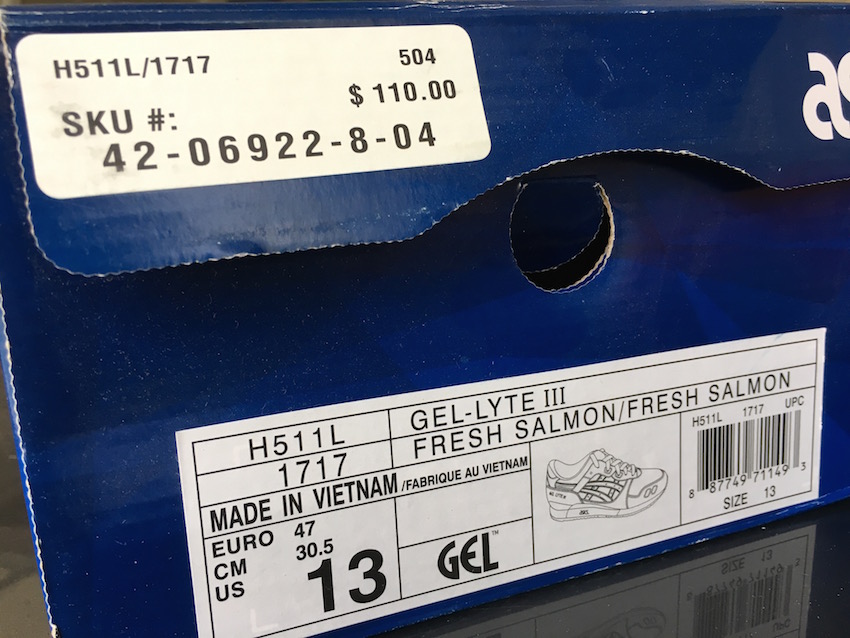 H511L/1717 504
$ 110.00
SKU #:
42-06922-8-04
as
H511L
1717
GEL-LYTE III
FRESH SALMON/FRESH SALMON
MADE IN VIETNAM /FABRIQUE AU VIETNAM
EURO 47
CM 30.5
US 13
GEL™
H511L 1717 UPC
8 87749 71149 3
SIZE 13